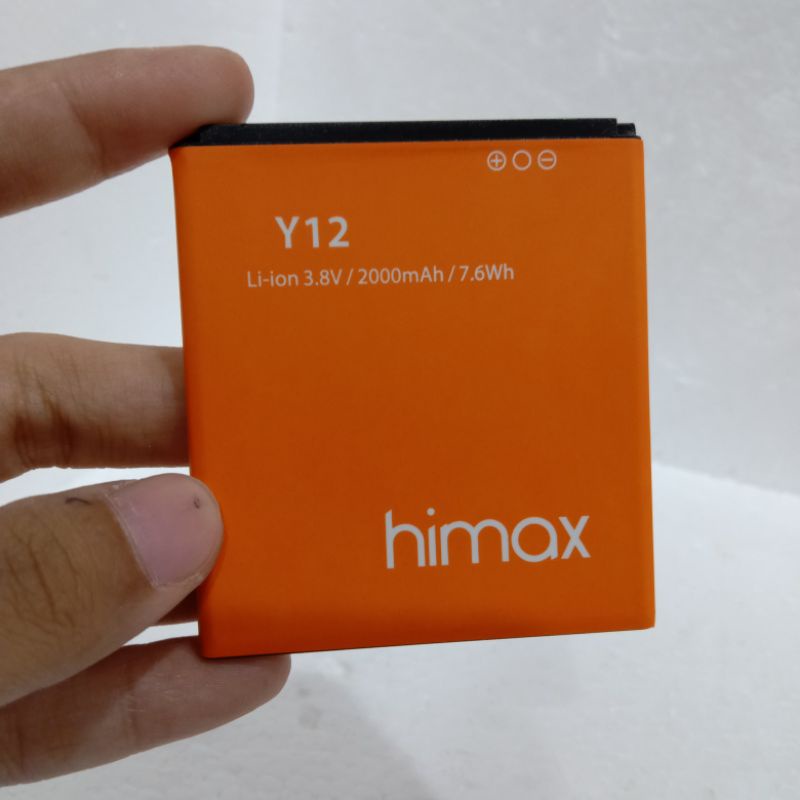 ⊕ ○ ⊖
Y12
Li-ion 3.8V / 2000mAh / 7.6Wh
himax